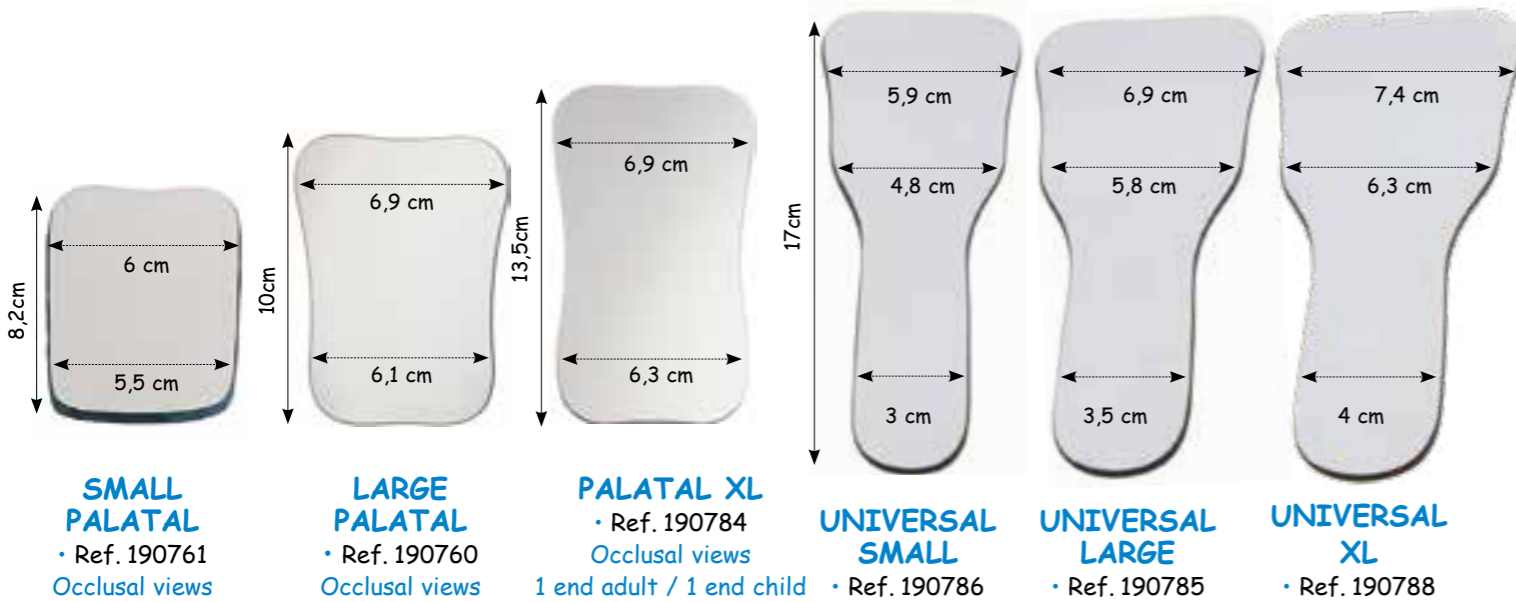 8,2cm
6 cm
5,5 cm
SMALL
PALATAL
• Ref. 190761
Occlusal views
10cm
6,9 cm
6,1 cm
LARGE
PALATAL
• Ref. 190760
Occlusal views
13,5cm
6,9 cm
6,3 cm
PALATAL XL
• Ref. 190784
Occlusal views
1 end adult / 1 end child
17cm
5,9 cm
4,8 cm
3 cm
UNIVERSAL
SMALL
• Ref. 190786
6,9 cm
5,8 cm
3,5 cm
UNIVERSAL
LARGE
• Ref. 190785
7,4 cm
6,3 cm
4 cm
UNIVERSAL
XL
• Ref. 190788